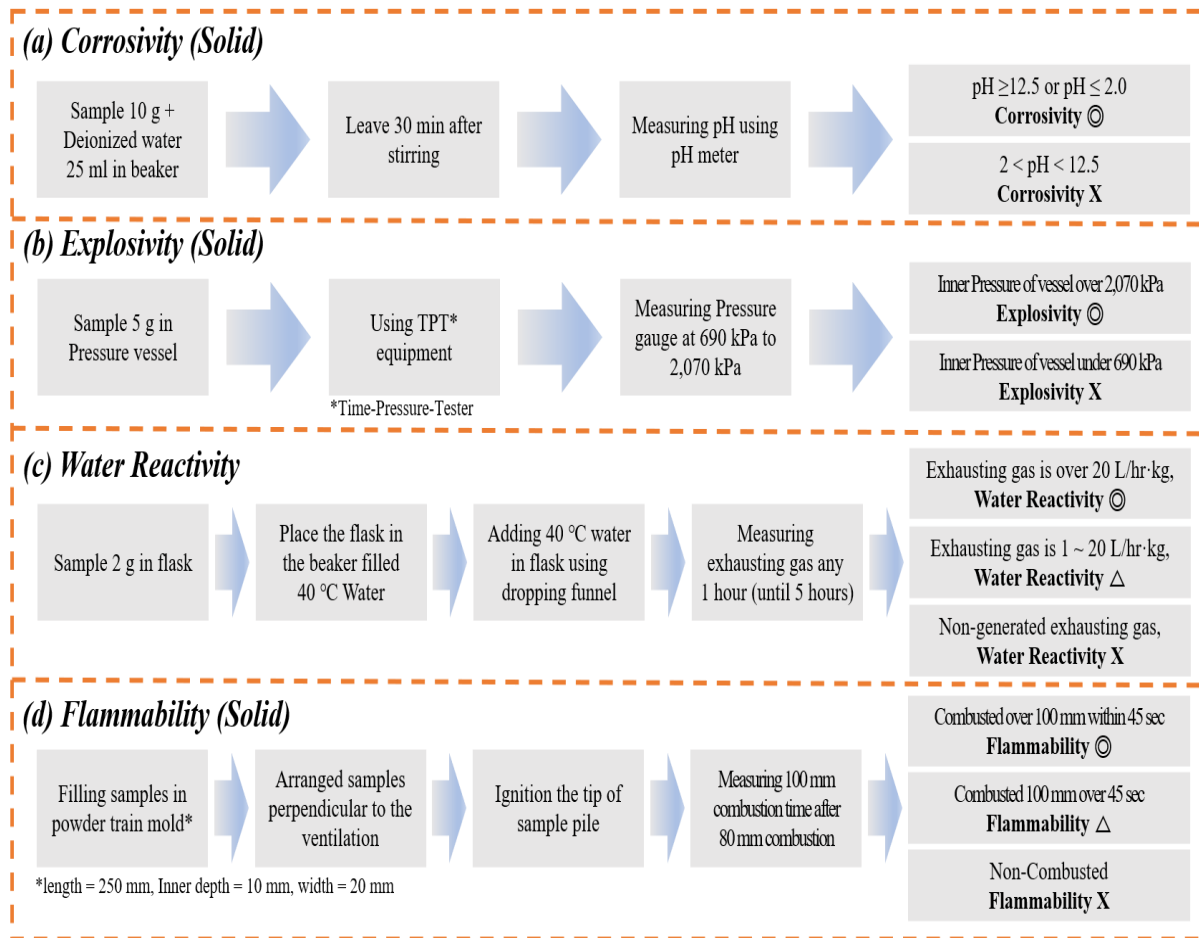 (a) Corrosivity (Solid)
Sample 10 g +
Deionized water
25 ml in beaker
Leave 30 min after
stirring
Measuring pH using
pH meter
pH ≥12.5 or pH ≤ 2.0
Corrosivity ◎
2 < pH < 12.5
Corrosivity X
(b) Explosivity (Solid)
Sample 5 g in
Pressure vessel
Using TPT*
equipment
*Time-Pressure-Tester
Measuring Pressure
gauge at 690 kPa to
2,070 kPa
Inner Pressure of vessel over 2,070 kPa
Explosivity ◎
Inner Pressure of vessel under 690 kPa
Explosivity X
(c) Water Reactivity
Sample 2 g in flask
Place the flask in
the beaker filled
40 ℃ Water
Adding 40 ℃ water
in flask using
dropping funnel
Measuring
exhausting gas any
1 hour (until 5 hours)
Exhausting gas is over 20 L/hr·kg,
Water Reactivity ◎
Exhausting gas is 1 ~ 20 L/hr·kg,
Water Reactivity △
Non-generated exhausting gas,
Water Reactivity X
(d) Flammability (Solid)
Filling samples in
powder train mold*
*length = 250 mm, Inner depth = 10 mm, width = 20 mm
Arranged samples
perpendicular to the
ventilation
Ignition the tip of
sample pile
Measuring 100 mm
combustion time after
80 mm combustion
Combusted over 100 mm within 45 sec
Flammability ◎
Combusted 100 mm over 45 sec
Flammability △
Non-Combusted
Flammability X